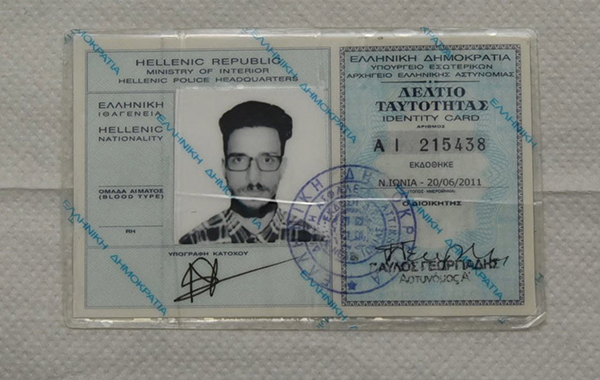 HELLENIC REPUBLIC
MINISTRY OF INTERIOR
HELLENIC POLICE HEADQUARTERS
ΕΛΛΗΝΙΚΗ
ΙΘΑΓΕΝΕΙΑ
HELLENIC
NATIONALITY
ΟΜΑΔΑ ΑΙΜΑΤΟΣ
(BLOOD TYPE)
RH
ΥΠΟΓΡΑΦΗ ΚΑΤΟΧΟΥ
ΕΛΛΗΝΙΚΗ ΔΗΜΟΚΡΑΤΙΑ
ΥΠΟΥΡΓΕΙΟ ΕΣΩΤΕΡΙΚΩΝ
ΑΡΧΗΓΕΙΟ ΕΛΛΗΝΙΚΗΣ ΑΣΤΥΝΟΜΙΑΣ
ΔΕΛΤΙΟ
ΤΑΥΤΟΤΗΤΑΣ
IDENTITY CARD
ΑΡΙΘΜΟΣ
ΑΙ 215438
ΕΚΔΟΘΗΚΕ
Ν.ΙΩΝΙΑ - 20/06/2011
Ο ΔΙΟΙΚΗΤΗΣ
ΠΑΥΛΟΣ ΓΕΩΡΓΙΑΔΗΣ
Αστυνόμος Α'
ΕΛΛΗΝΙΚΗ ΔΗΜΟΚΡΑΤΙΑ